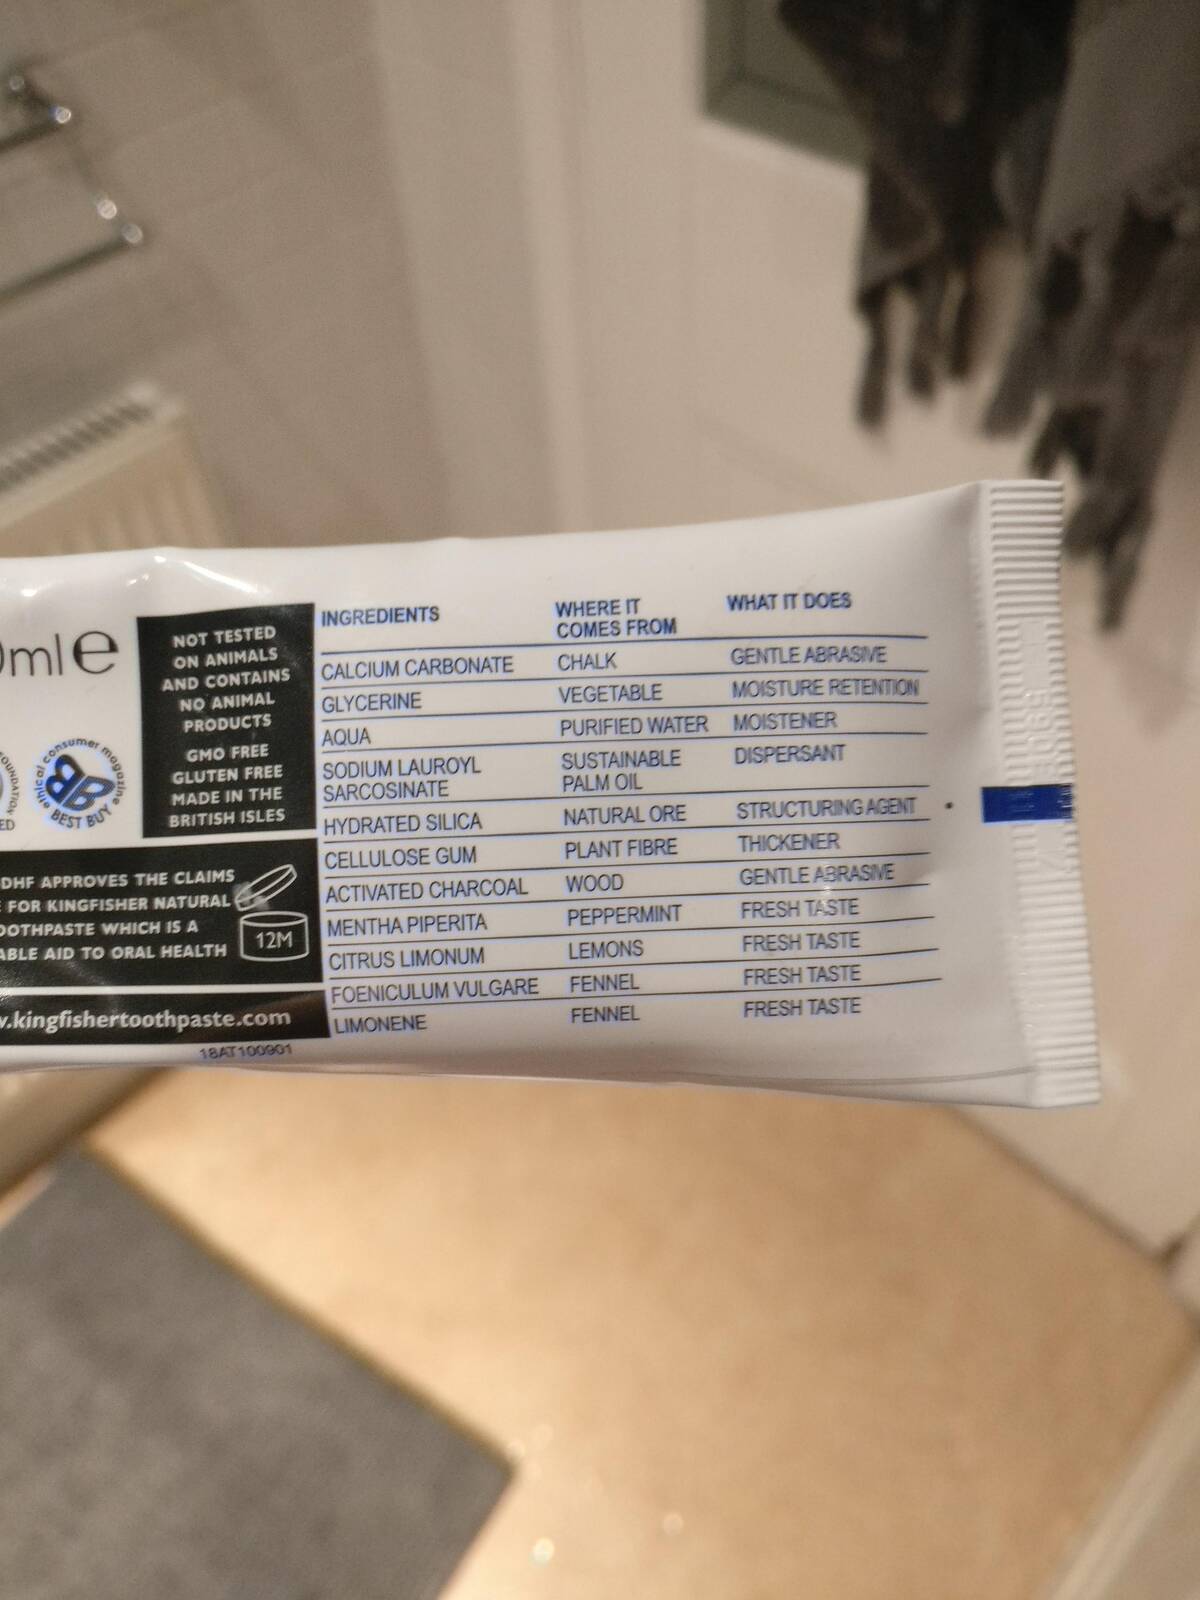 0ml e
ethical consumer magazine
BEST BUY
FOUNDATION
ED
NOT TESTED
ON ANIMALS
AND CONTAINS
NO ANIMAL
PRODUCTS
GMO FREE
GLUTEN FREE
MADE IN THE
BRITISH ISLES
DHF APPROVES THE CLAIMS
E FOR KINGFISHER NATURAL
OOTHPASTE WHICH IS A
ABLE AID TO ORAL HEALTH
12M
w.kingfishertoothpaste.com
18AT100901
INGREDIENTS WHERE IT COMES FROM WHAT IT DOES
CALCIUM CARBONATE CHALK GENTLE ABRASIVE
GLYCERINE VEGETABLE MOISTURE RETENTION
AQUA PURIFIED WATER MOISTENER
SODIUM LAUROYL SUSTAINABLE DISPERSANT
SARCOSINATE PALM OIL
HYDRATED SILICA NATURAL ORE STRUCTURING AGENT
CELLULOSE GUM PLANT FIBRE THICKENER
ACTIVATED CHARCOAL WOOD GENTLE ABRASIVE
MENTHA PIPERITA PEPPERMINT FRESH TASTE
CITRUS LIMONUM LEMONS FRESH TASTE
FOENICULUM VULGARE FENNEL FRESH TASTE
LIMONENE FENNEL FRESH TASTE